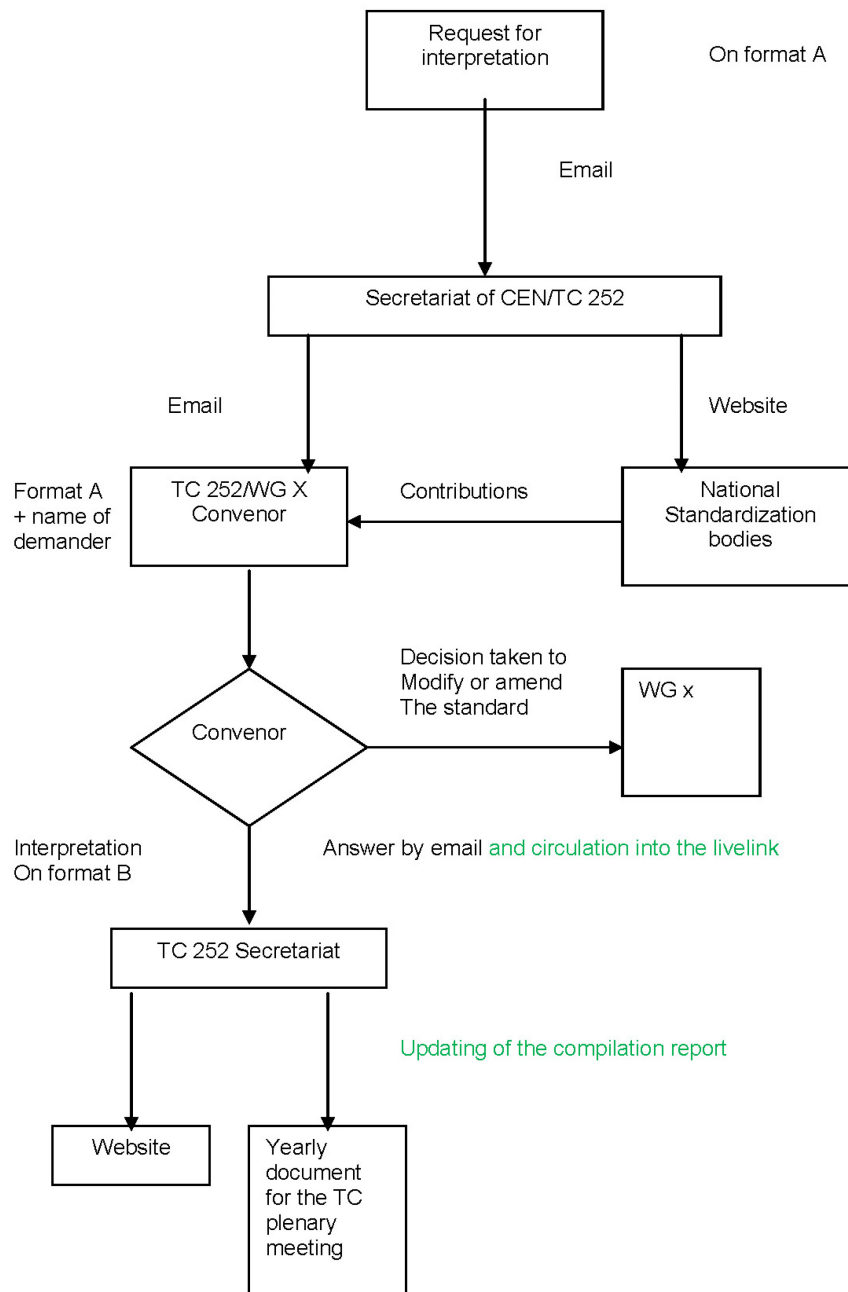 Request for
interpretation
On format A
Email
Secretariat of CEN/TC 252
Email
Website
Format A
+ name of
demander
TC 252/WG X
Convenor
Contributions
National
Standardization
bodies
Decision taken to
Modify or amend
The standard
WG x
Convenor
Interpretation
On format B
Answer by email and circulation into the livelink
TC 252 Secretariat
Updating of the compilation report
Website
Yearly
document
for the TC
plenary
meeting